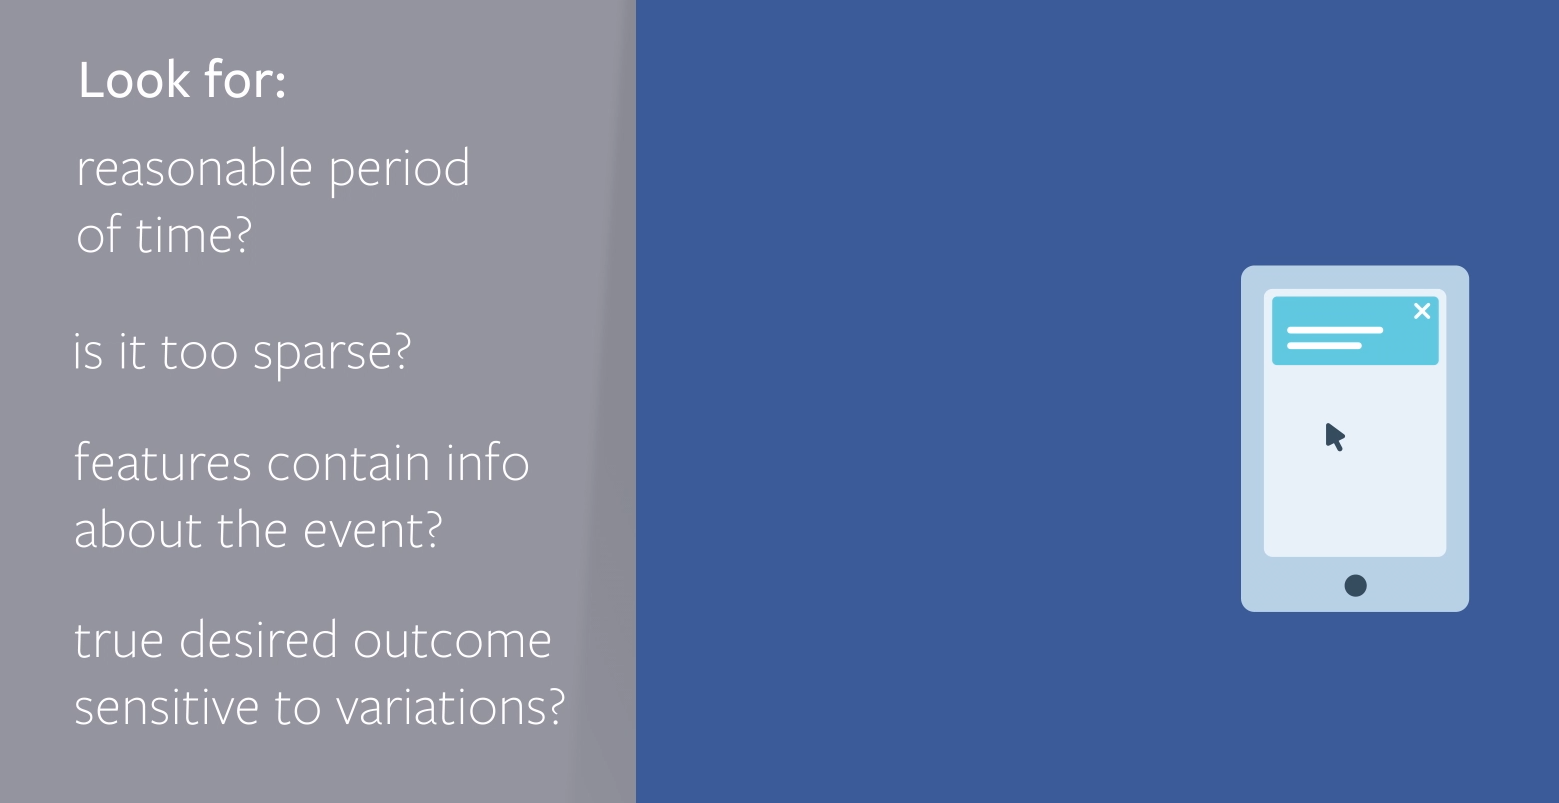 Look for:
reasonable period
of time?
is it too sparse?
features contain info
about the event?
true desired outcome
sensitive to variations?